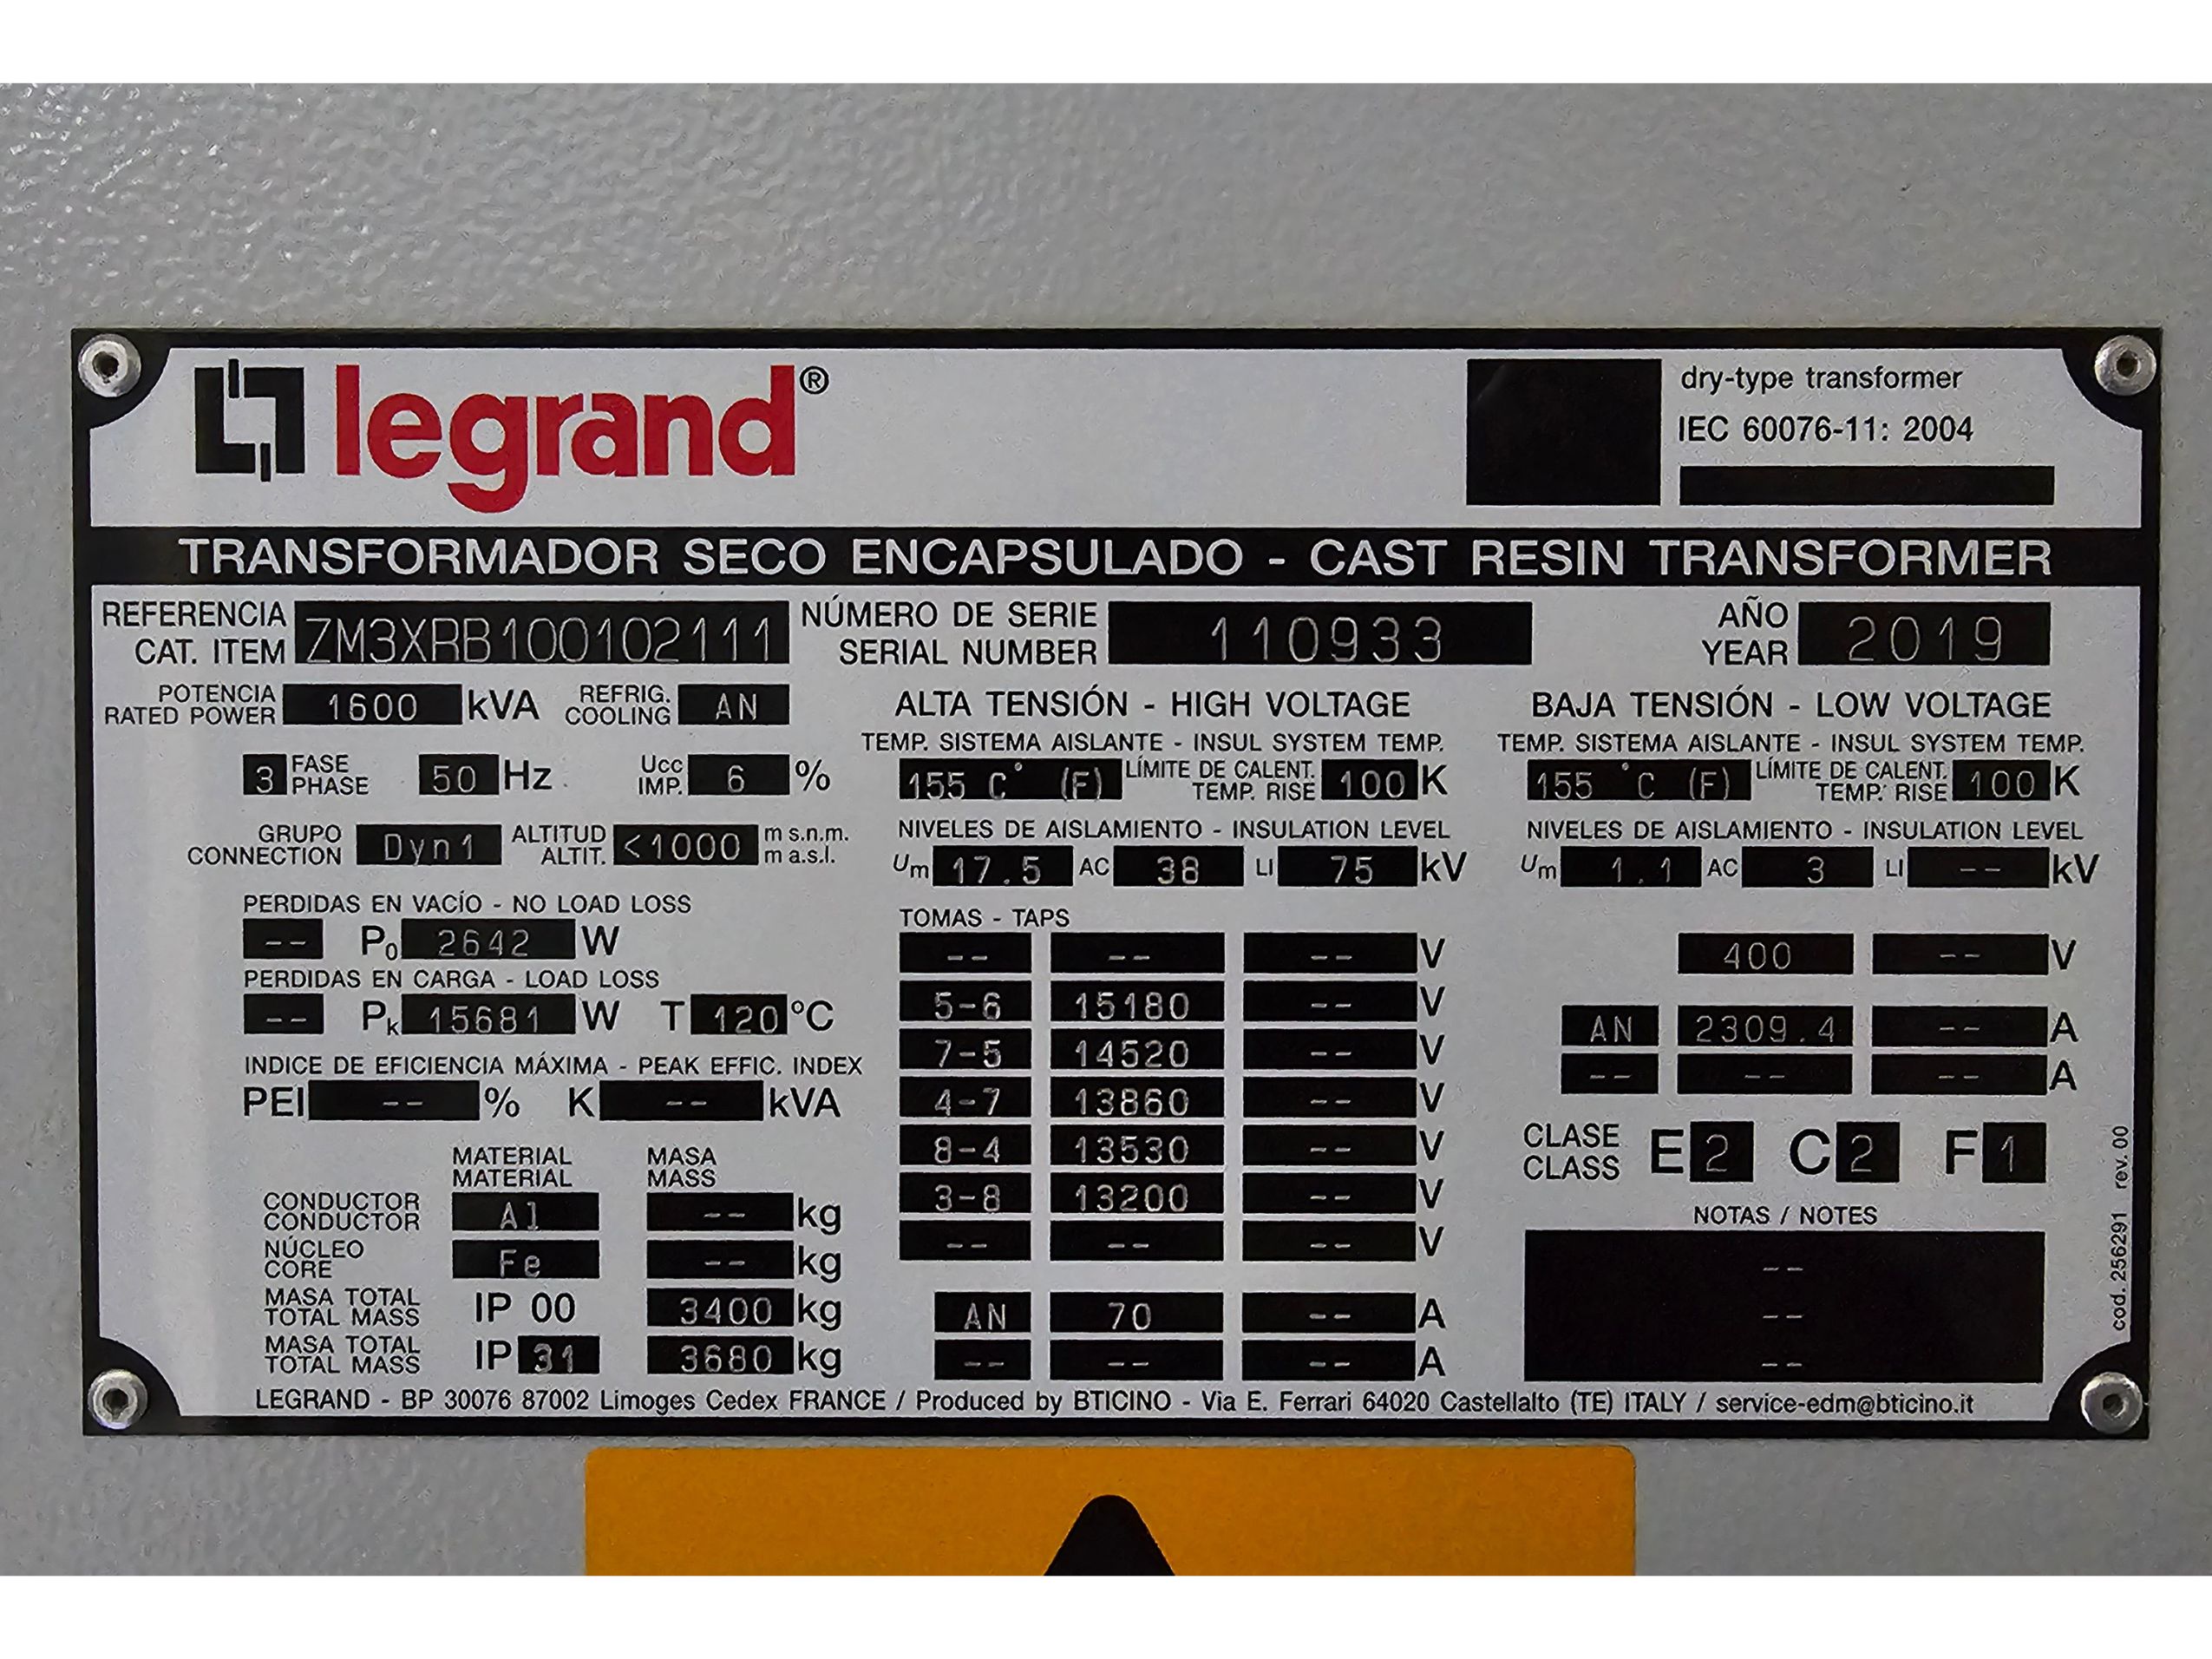 legrand®
dry-type transformer
IEC 60076-11: 2004
TRANSFORMADOR SECO ENCAPSULADO - CAST RESIN TRANSFORMER
REFERENCIA
CAT. ITEM ZM3XRB100102111
NÚMERO DE SERIE
SERIAL NUMBER 110933
AÑO
YEAR 2019
POTENCIA
RATED POWER 1600 kVA
REFRIG.
COOLING AN
3 FASE
PHASE
50 Hz
Ucc
IMP. 6 %
GRUPO
CONNECTION Dyn1
ALTITUD
ALTIT. <1000 m s.n.m.
m a.s.l.
PERDIDAS EN VACÍO - NO LOAD LOSS
-- P0 2642 W
PERDIDAS EN CARGA - LOAD LOSS
-- Pk 15681 W T 120 °C
INDICE DE EFICIENCIA MÁXIMA - PEAK EFFIC. INDEX
PEI -- % K -- kVA
MATERIAL MASA
MATERIAL MASS
CONDUCTOR
CONDUCTOR Al -- kg
NÚCLEO
CORE Fe -- kg
MASA TOTAL
TOTAL MASS IP 00 3400 kg
MASA TOTAL
TOTAL MASS IP 31 3680 kg
ALTA TENSIÓN - HIGH VOLTAGE
TEMP. SISTEMA AISLANTE - INSUL SYSTEM TEMP.
155 C° (F) LÍMITE DE CALENT.
TEMP. RISE 100 K
NIVELES DE AISLAMIENTO - INSULATION LEVEL
Um 17.5 AC 38 LI 75 kV
TOMAS - TAPS
-- -- -- V
5-6 15180 -- V
7-5 14520 -- V
4-7 13860 -- V
8-4 13530 -- V
3-8 13200 -- V
-- -- -- V
AN 70 -- A
-- -- -- A
BAJA TENSIÓN - LOW VOLTAGE
TEMP. SISTEMA AISLANTE - INSUL SYSTEM TEMP.
155 °C (F) LÍMITE DE CALENT.
TEMP. RISE 100 K
NIVELES DE AISLAMIENTO - INSULATION LEVEL
Um 1.1 AC 3 LI -- kV
400 -- V
AN 2309.4 -- A
-- -- -- A
CLASE
CLASS E2 C2 F1
NOTAS / NOTES
--
--
--
cod. 256291 rev. 00
LEGRAND - BP 30076 87002 Limoges Cedex FRANCE / Produced by BTICINO - Via E. Ferrari 64020 Castellalto (TE) ITALY / service-edm@bticino.it